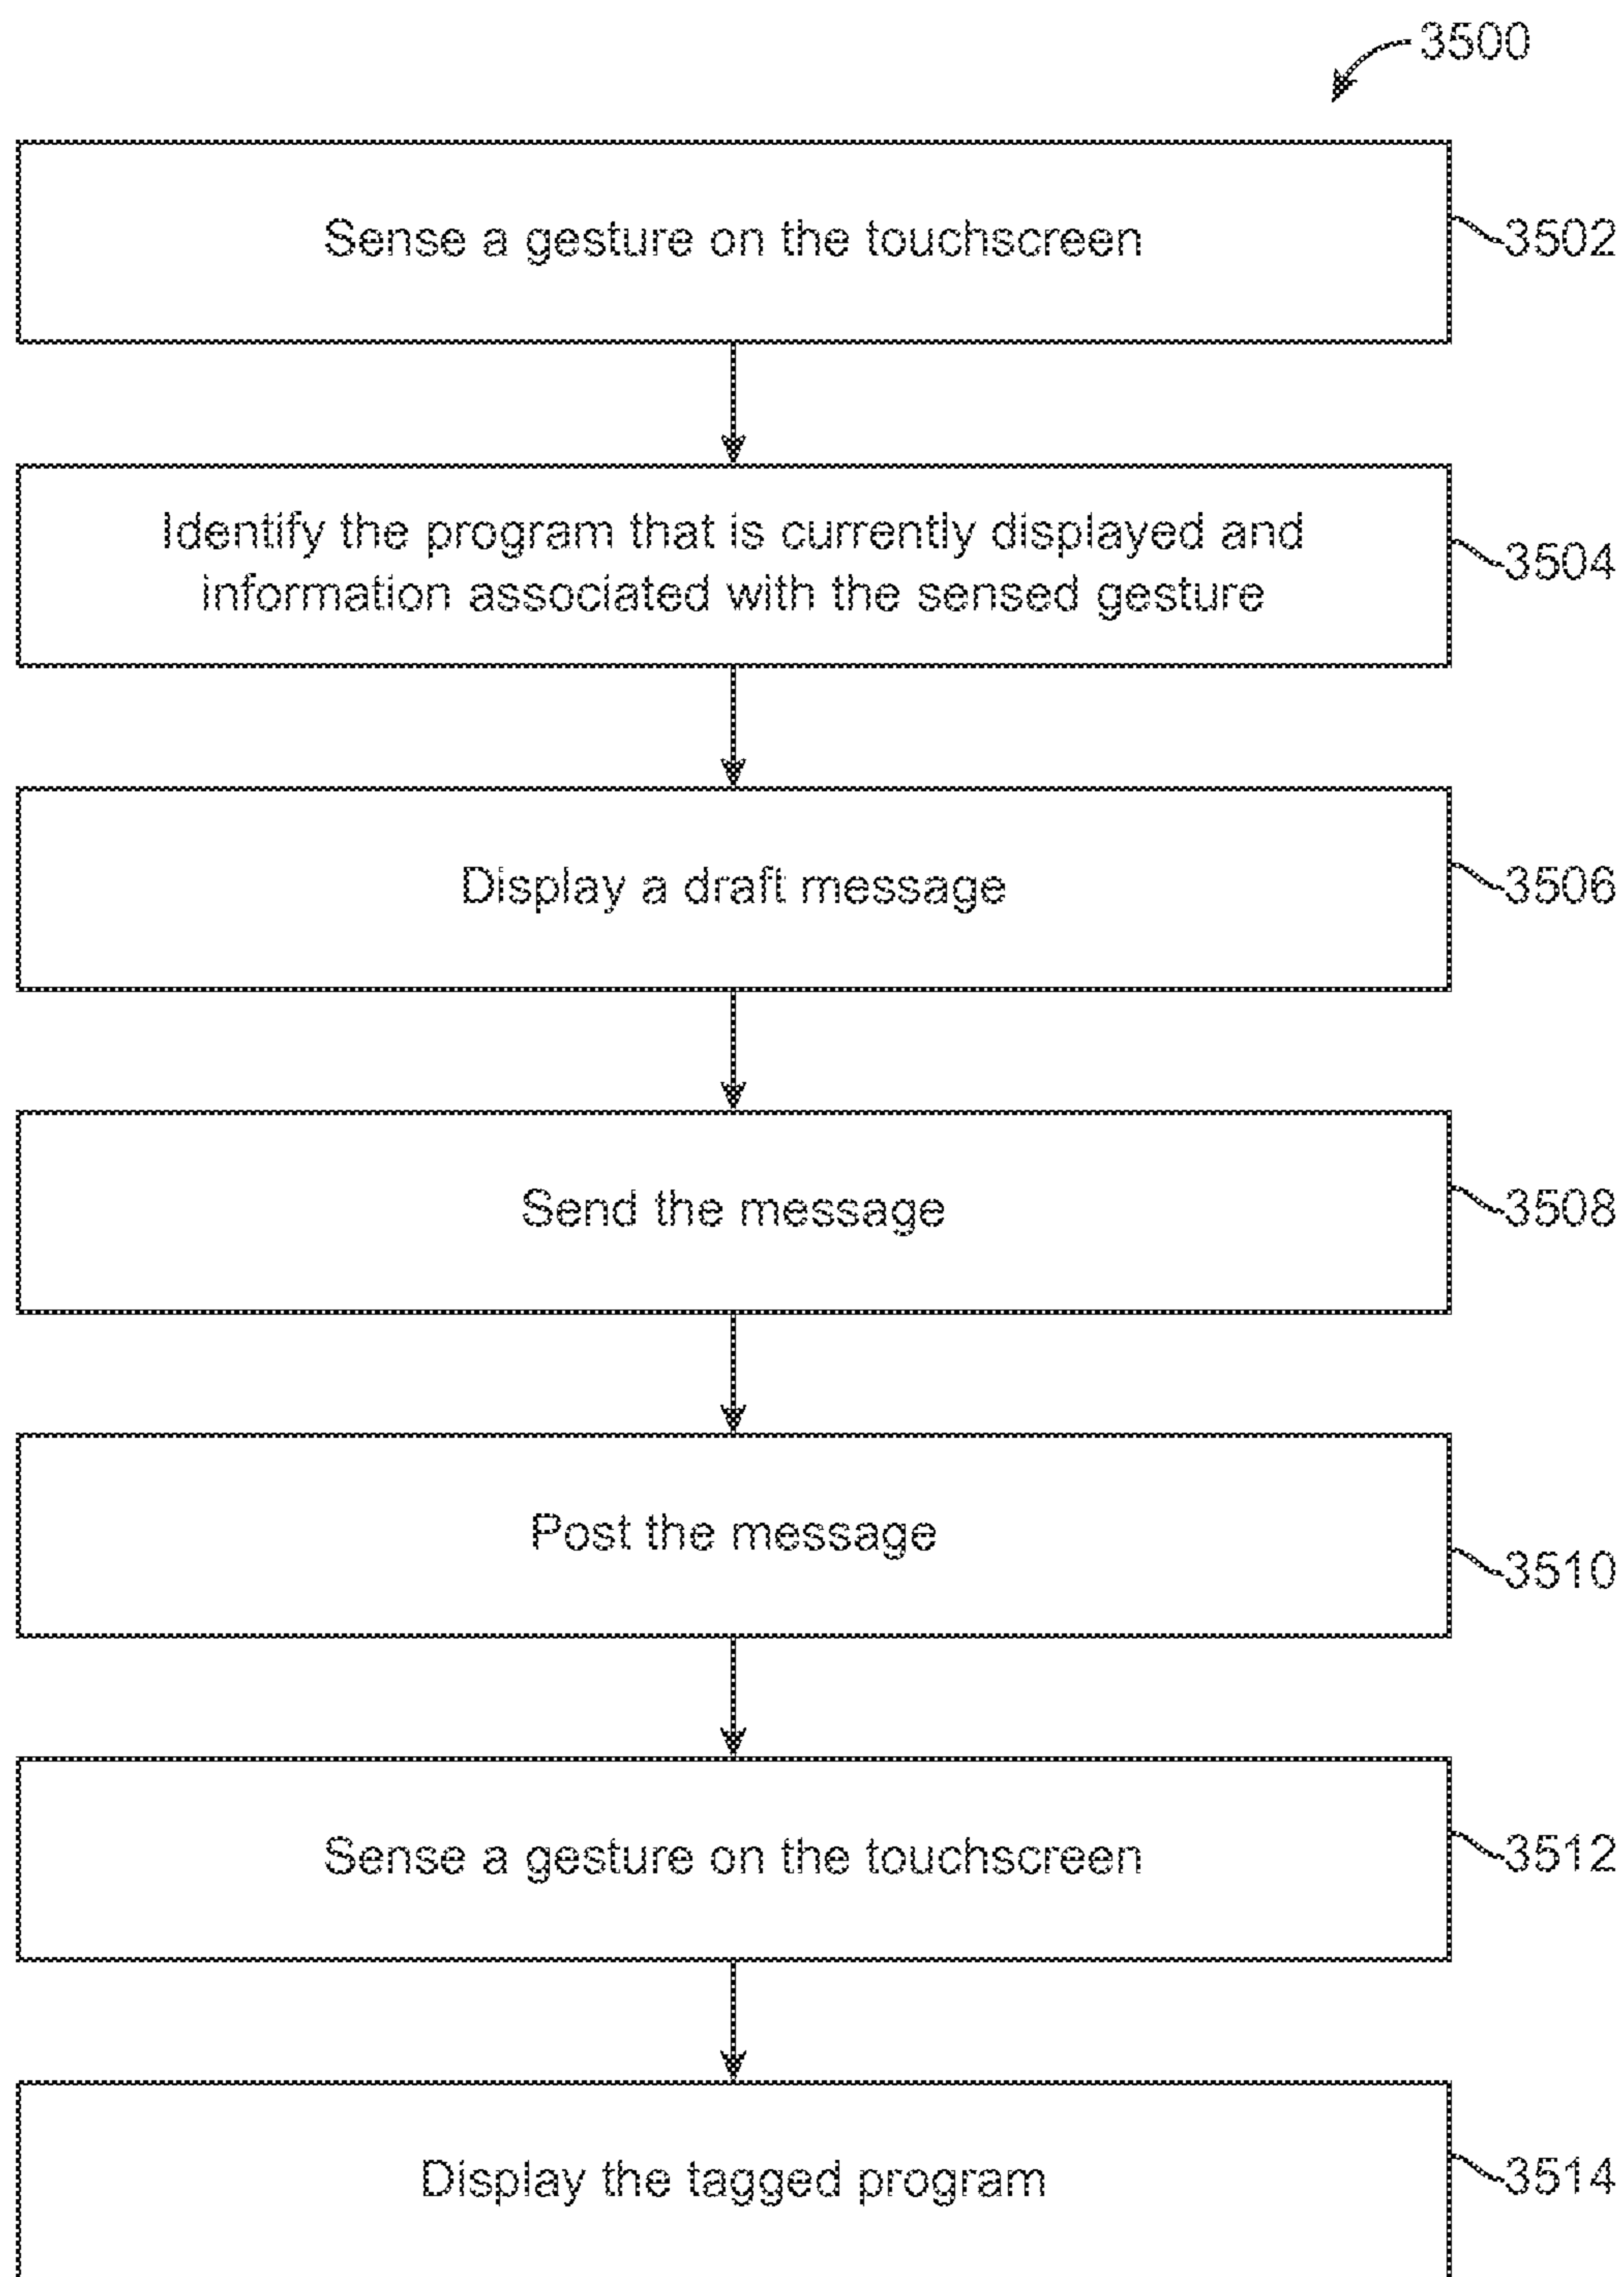 3500
Sense a gesture on the touchscreen
3502
Identify the program that is currently displayed and
information associated with the sensed gesture
3504
Display a draft message
3506
Send the message
3508
Post the message
3510
Sense a gesture on the touchscreen
3512
Display the tagged program
3514